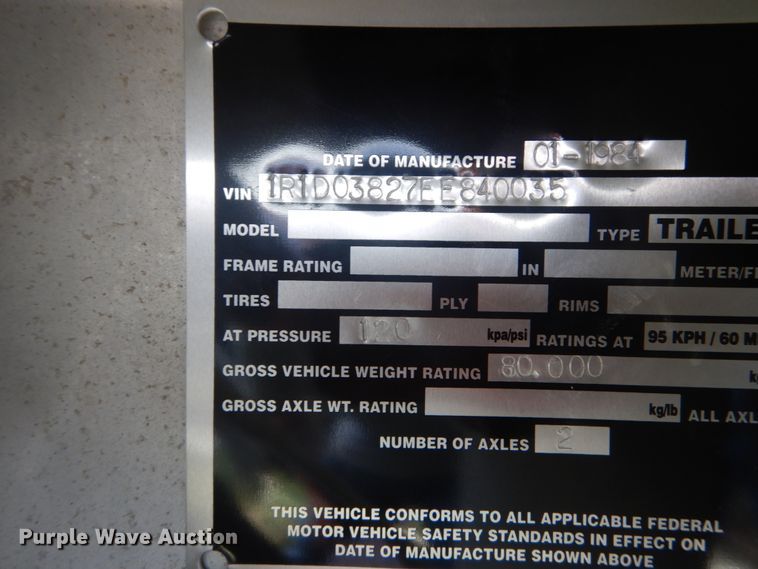 DATE OF MANUFACTURE 01-1984
VIN 1R1D03827EE840035
MODEL TYPE TRAILE
FRAME RATING IN METER/FE
TIRES PLY RIMS
AT PRESSURE 120 kpa/psi RATINGS AT 95 KPH / 60 M
GROSS VEHICLE WEIGHT RATING 80,000 k
GROSS AXLE WT. RATING kg/lb ALL AXL
NUMBER OF AXLES 2
THIS VEHICLE CONFORMS TO ALL APPLICABLE FEDERAL
MOTOR VEHICLE SAFETY STANDARDS IN EFFECT ON
DATE OF MANUFACTURE SHOWN ABOVE
Purple Wave Auction